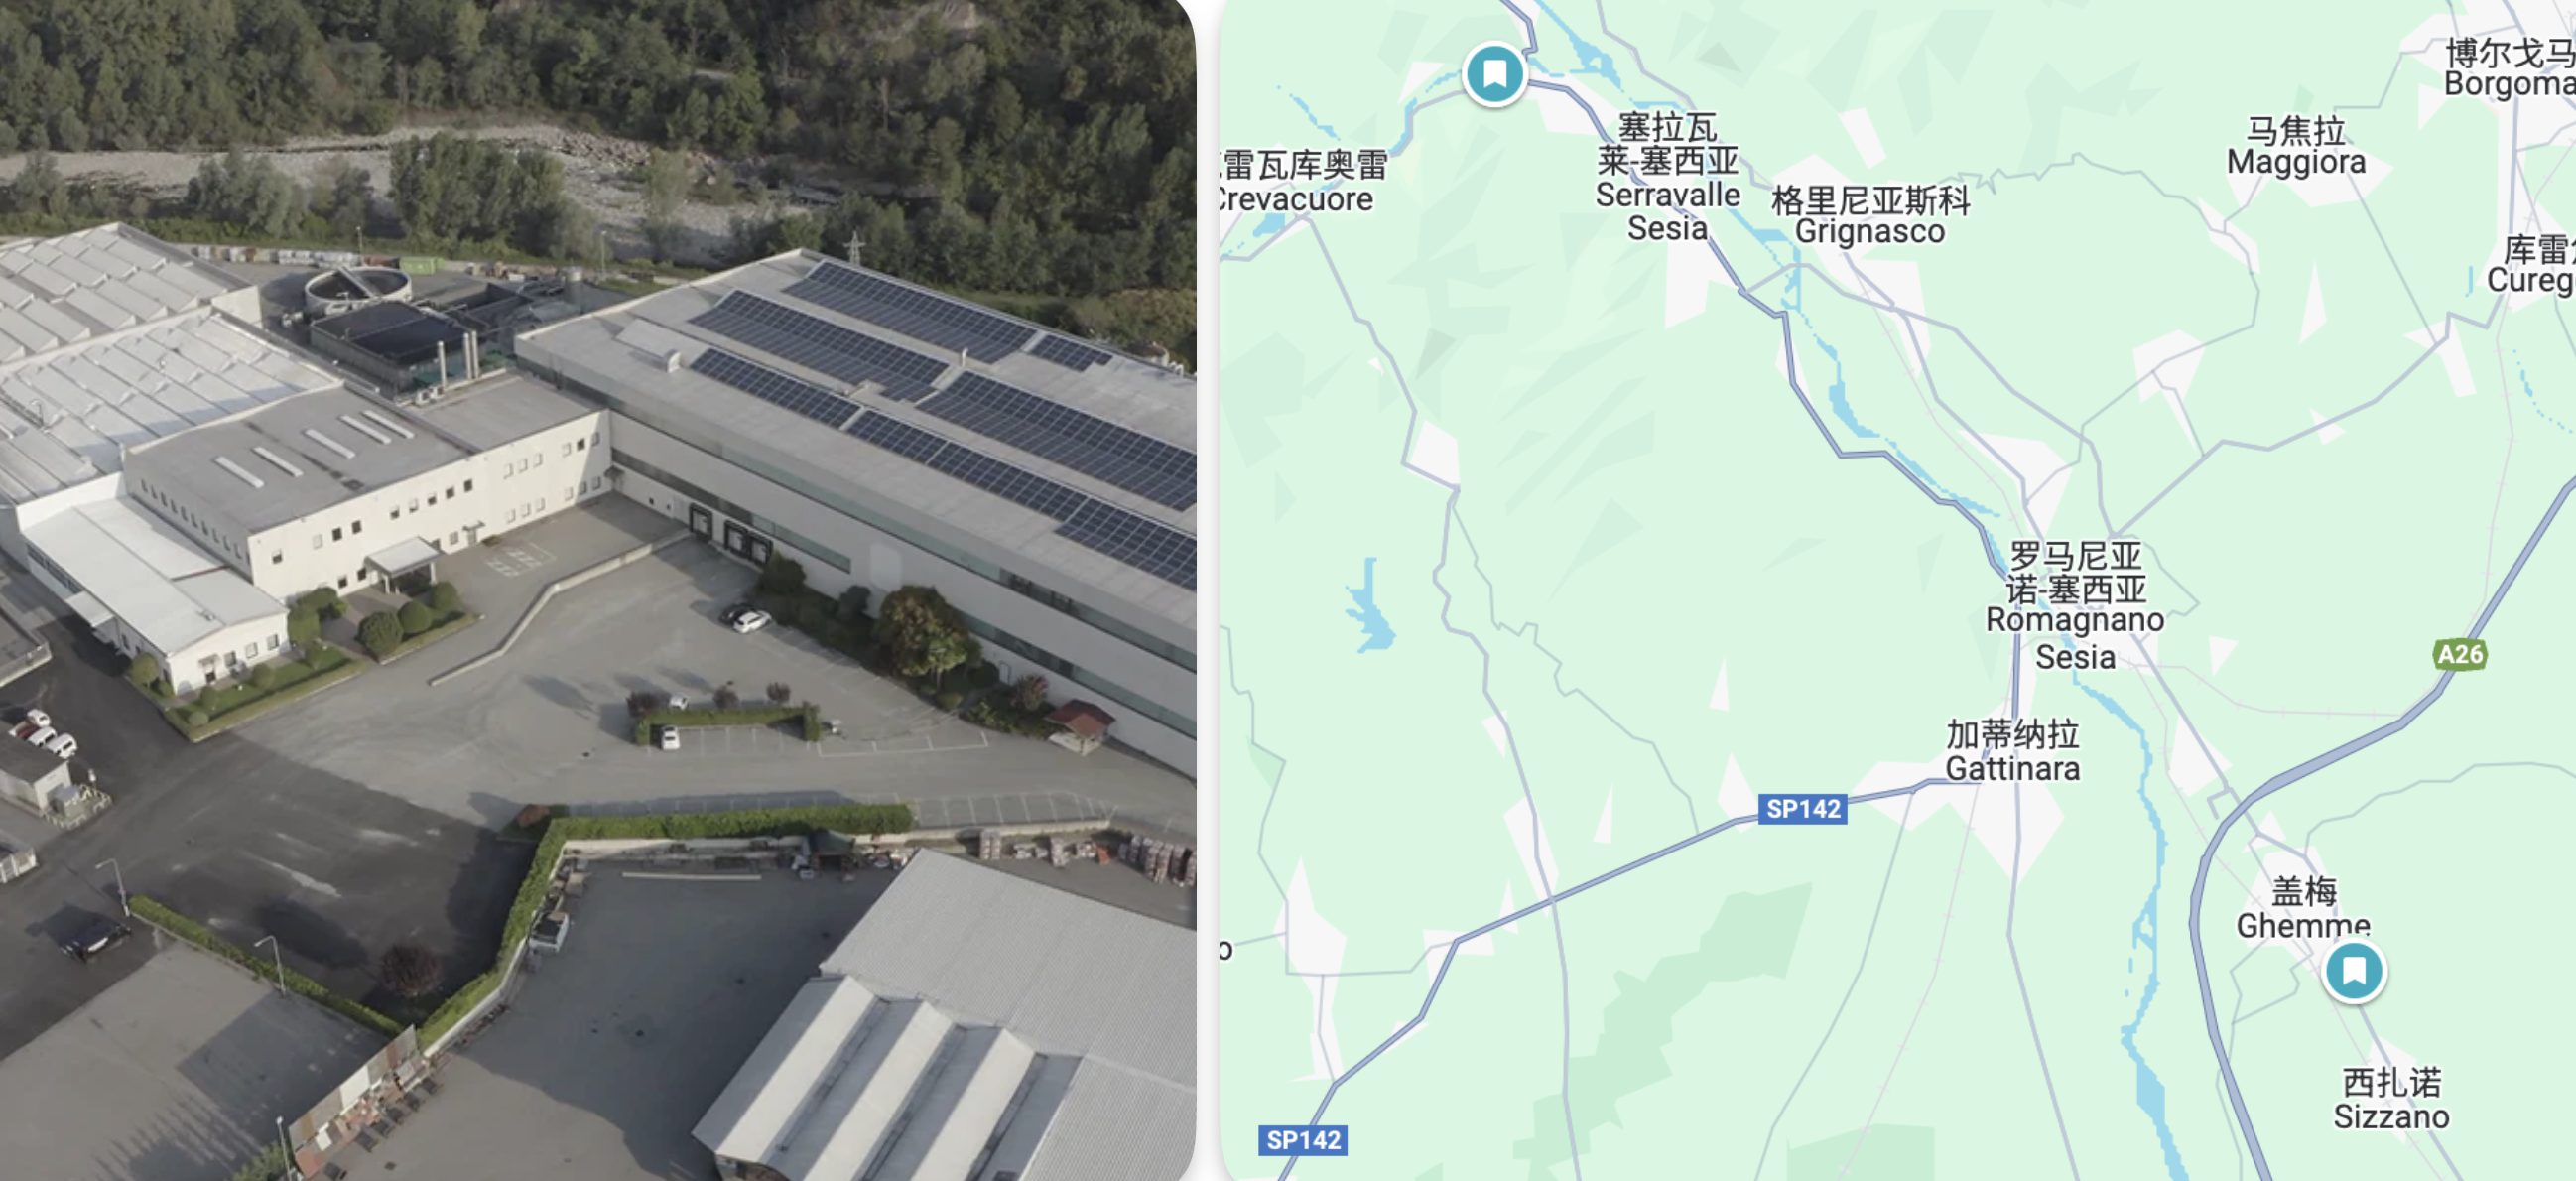 博尔戈马
Borgoma
马焦拉
Maggiora
塞拉瓦
莱-塞西亚
Serravalle
Sesia
雷瓦库奥雷
Crevacuore
格里尼亚斯科
Grignasco
库雷
Cureg
罗马尼亚
诺-塞西亚
Romagnano
Sesia
A26
加蒂纳拉
Gattinara
SP142
盖梅
Ghemme
o
西扎诺
Sizzano
SP142